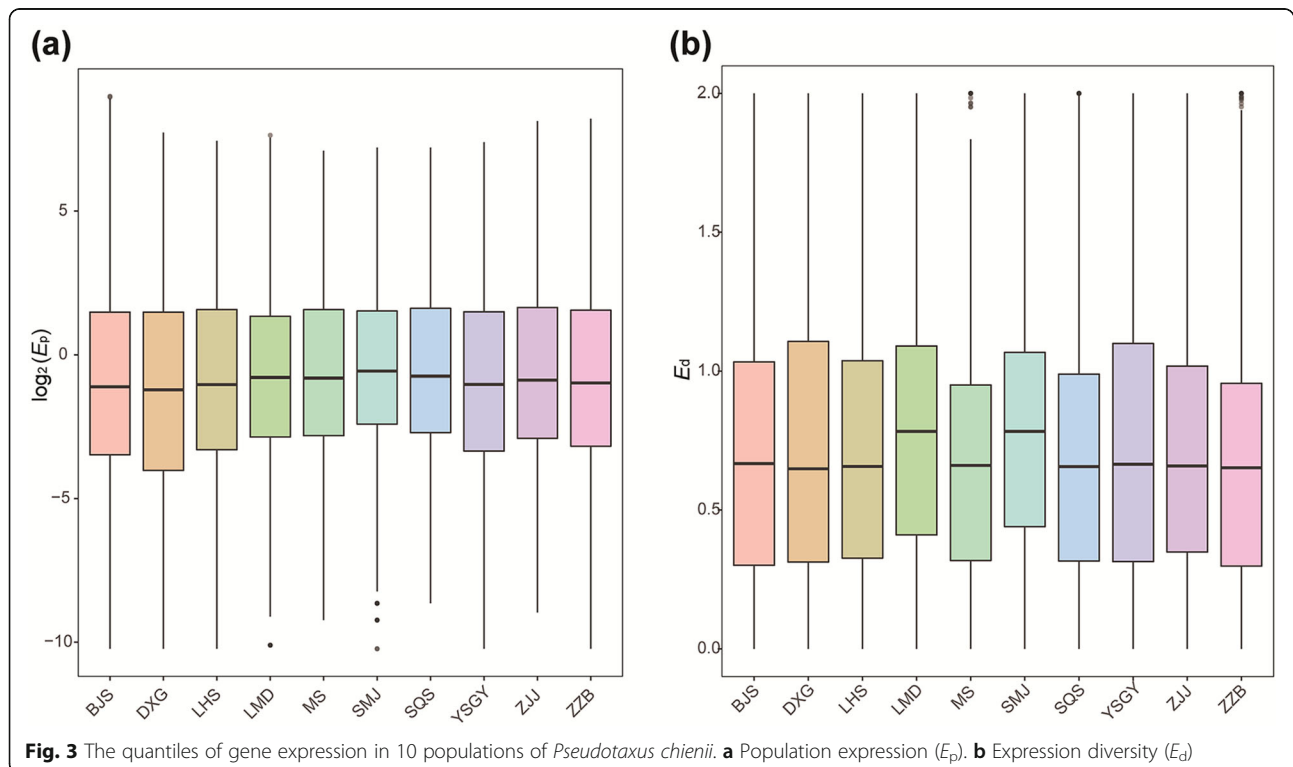 (a)
log2(Ep)
5
0
−5
−10
BJS
DXG
LHS
LMD
MS
SMJ
SQS
YSGY
ZJJ
ZZB
(b)
Ed
2.0
1.5
1.0
0.5
0.0
BJS
DXG
LHS
LMD
MS
SMJ
SQS
YSGY
ZJJ
ZZB
Fig. 3 The quantiles of gene expression in 10 populations of Pseudotaxus chienii. a Population expression (Ep). b Expression diversity (Ed)